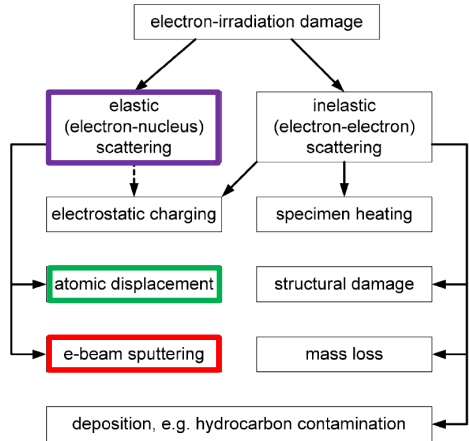 electron-irradiation damage
elastic
(electron-nucleus)
scattering
inelastic
(electron-electron)
scattering
electrostatic charging
specimen heating
atomic displacement
structural damage
e-beam sputtering
mass loss
deposition, e.g. hydrocarbon contamination